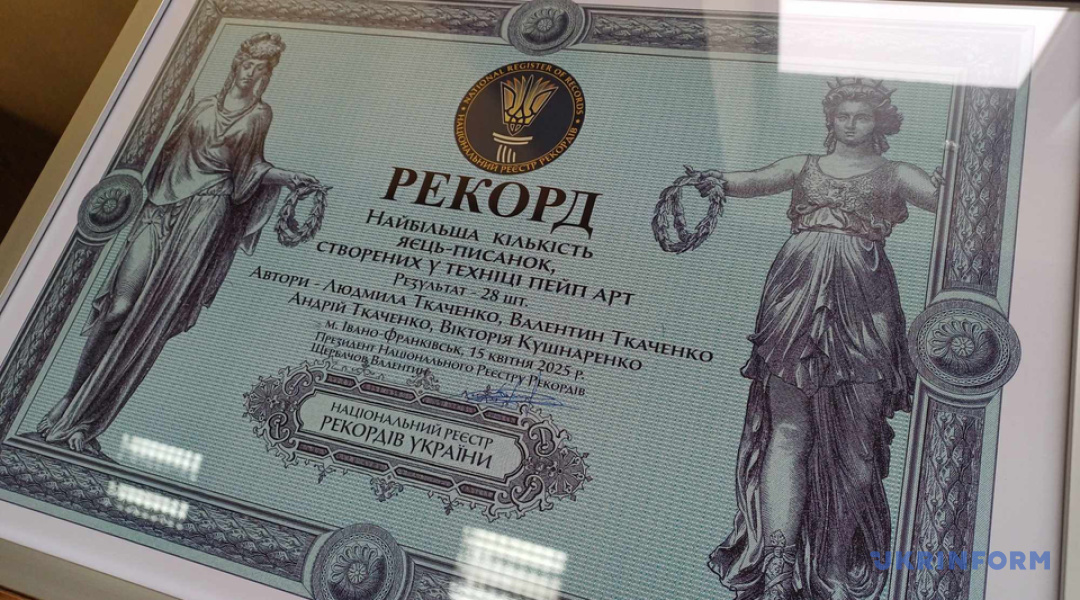 NATIONAL REGISTER OF RECORDS
НАЦІОНАЛЬНИЙ РЕЄСТР РЕКОРДІВ
РЕКОРД
НАЙБІЛЬША КІЛЬКІСТЬ
ЯЄЦЬ-ПИСАНОК,
СТВОРЕНИХ У ТЕХНІЦІ ПЕЙП АРТ
РЕЗУЛЬТАТ - 28 ШТ.
АВТОРИ - ЛЮДМИЛА ТКАЧЕНКО, ВАЛЕНТИН ТКАЧЕНКО
АНДРІЙ ТКАЧЕНКО, ВІКТОРІЯ КУШНАРЕНКО
М. ІВАНО-ФРАНКІВСЬК, 15 КВІТНЯ 2025 Р.
ПРЕЗИДЕНТ НАЦІОНАЛЬНОГО РЕЄСТРУ РЕКОРДІВ
ЩЕРБАЧОВ ВАЛЕНТИН
НАЦІОНАЛЬНИЙ РЕЄСТР
РЕКОРДІВ УКРАЇНИ
UKRINFORM